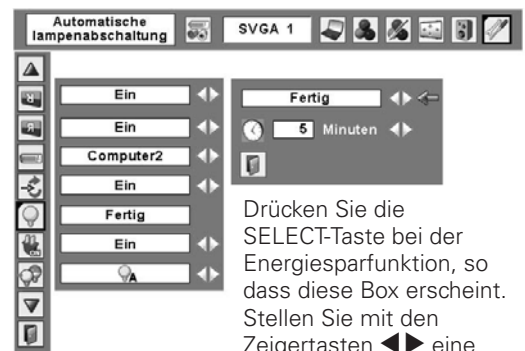 Automatische
lampenabschaltung
SVGA 1
Ein
Ein
Computer2
Ein
Fertig
Ein
A
Fertig
5 Minuten
Drücken Sie die
SELECT-Taste bei der
Energiesparfunktion, so
dass diese Box erscheint.
Stellen Sie mit den
Zeigertasten ◀▶ eine